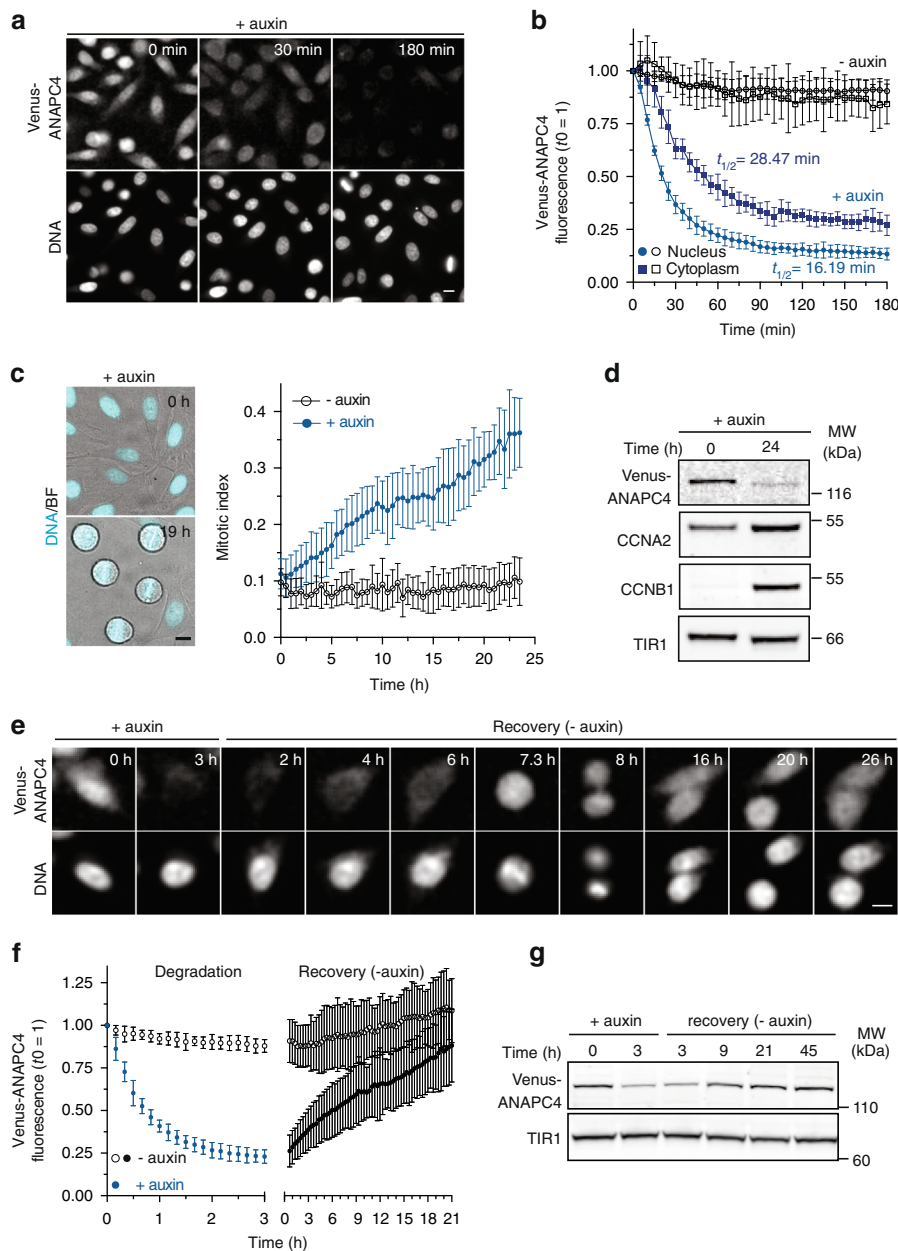 a
+ auxin
0 min 30 min 180 min
Venus-
ANAPC4
DNA
b
1.00
0.75
0.50
0.25
0.00
Venus-ANAPC4
fluorescence (t0 = 1)
- auxin
t1/2= 28.47 min
+ auxin
Nucleus
Cytoplasm
t1/2= 16.19 min
0 30 60 90 120 150 180
Time (min)
c
+ auxin
0 h
19 h
DNA/BF
- auxin
+ auxin
0.4
0.3
0.2
0.1
0.0
Mitotic index
0 5 10 15 20 25
Time (h)
d
+ auxin
MW
(kDa)
Time (h) 0 24
Venus-
ANAPC4
116
CCNA2
55
CCNB1
55
TIR1
66
e
+ auxin Recovery (- auxin)
0 h 3 h 2 h 4 h 6 h 7.3 h 8 h 16 h 20 h 26 h
Venus-
ANAPC4
DNA
f
Degradation Recovery (-auxin)
1.25
1.00
0.75
0.50
0.25
0.00
Venus-ANAPC4
fluorescence (t0 = 1)
- auxin
+ auxin
0 1 2 3 0 3 6 9 12 15 18 21
Time (h)
g
+ auxin recovery (- auxin)
MW
(kDa)
Time (h) 0 3 3 9 21 45
Venus-
ANAPC4
110
TIR1
60